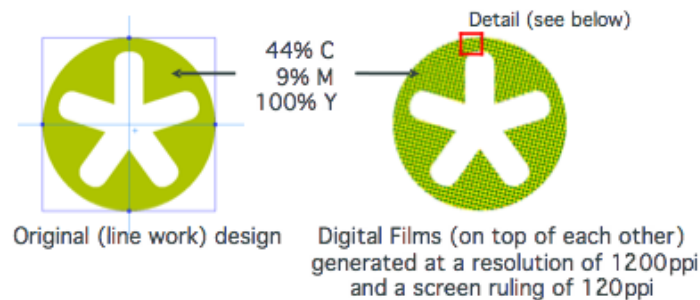 Detail (see below)
44% C
9% M
100% Y
Original (line work) design
Digital Films (on top of each other)
generated at a resolution of 1200ppi
and a screen ruling of 120ppi